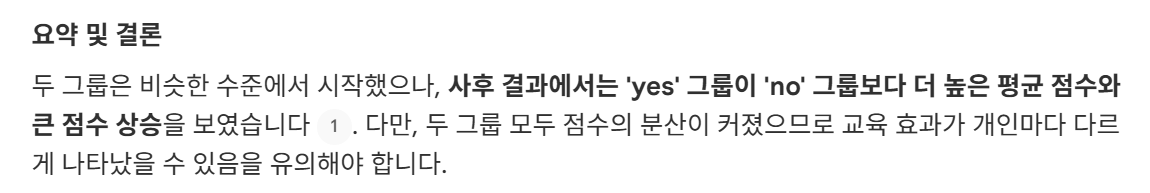 요약 및 결론
두 그룹은 비슷한 수준에서 시작했으나, 사후 결과에서는 'yes' 그룹이 'no' 그룹보다 더 높은 평균 점수와
큰 점수 상승을 보였습니다 1 . 다만, 두 그룹 모두 점수의 분산이 커졌으므로 교육 효과가 개인마다 다르
게 나타났을 수 있음을 유의해야 합니다.